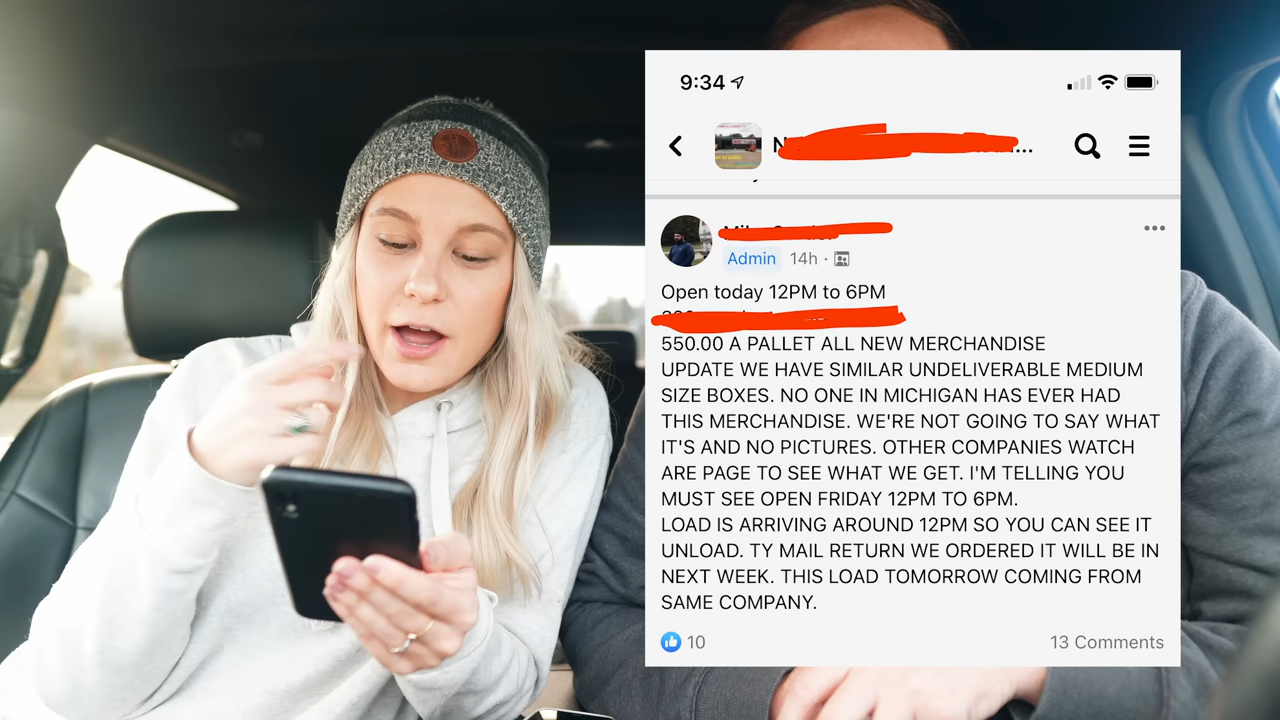 9:34
Admin 14h
Open today 12PM to 6PM
550.00 A PALLET ALL NEW MERCHANDISE
UPDATE WE HAVE SIMILAR UNDELIVERABLE MEDIUM
SIZE BOXES. NO ONE IN MICHIGAN HAS EVER HAD
THIS MERCHANDISE. WE'RE NOT GOING TO SAY WHAT
IT'S AND NO PICTURES. OTHER COMPANIES WATCH
ARE PAGE TO SEE WHAT WE GET. I'M TELLING YOU
MUST SEE OPEN FRIDAY 12PM TO 6PM.
LOAD IS ARRIVING AROUND 12PM SO YOU CAN SEE IT
UNLOAD. TY MAIL RETURN WE ORDERED IT WILL BE IN
NEXT WEEK. THIS LOAD TOMORROW COMING FROM
SAME COMPANY.
10
13 Comments